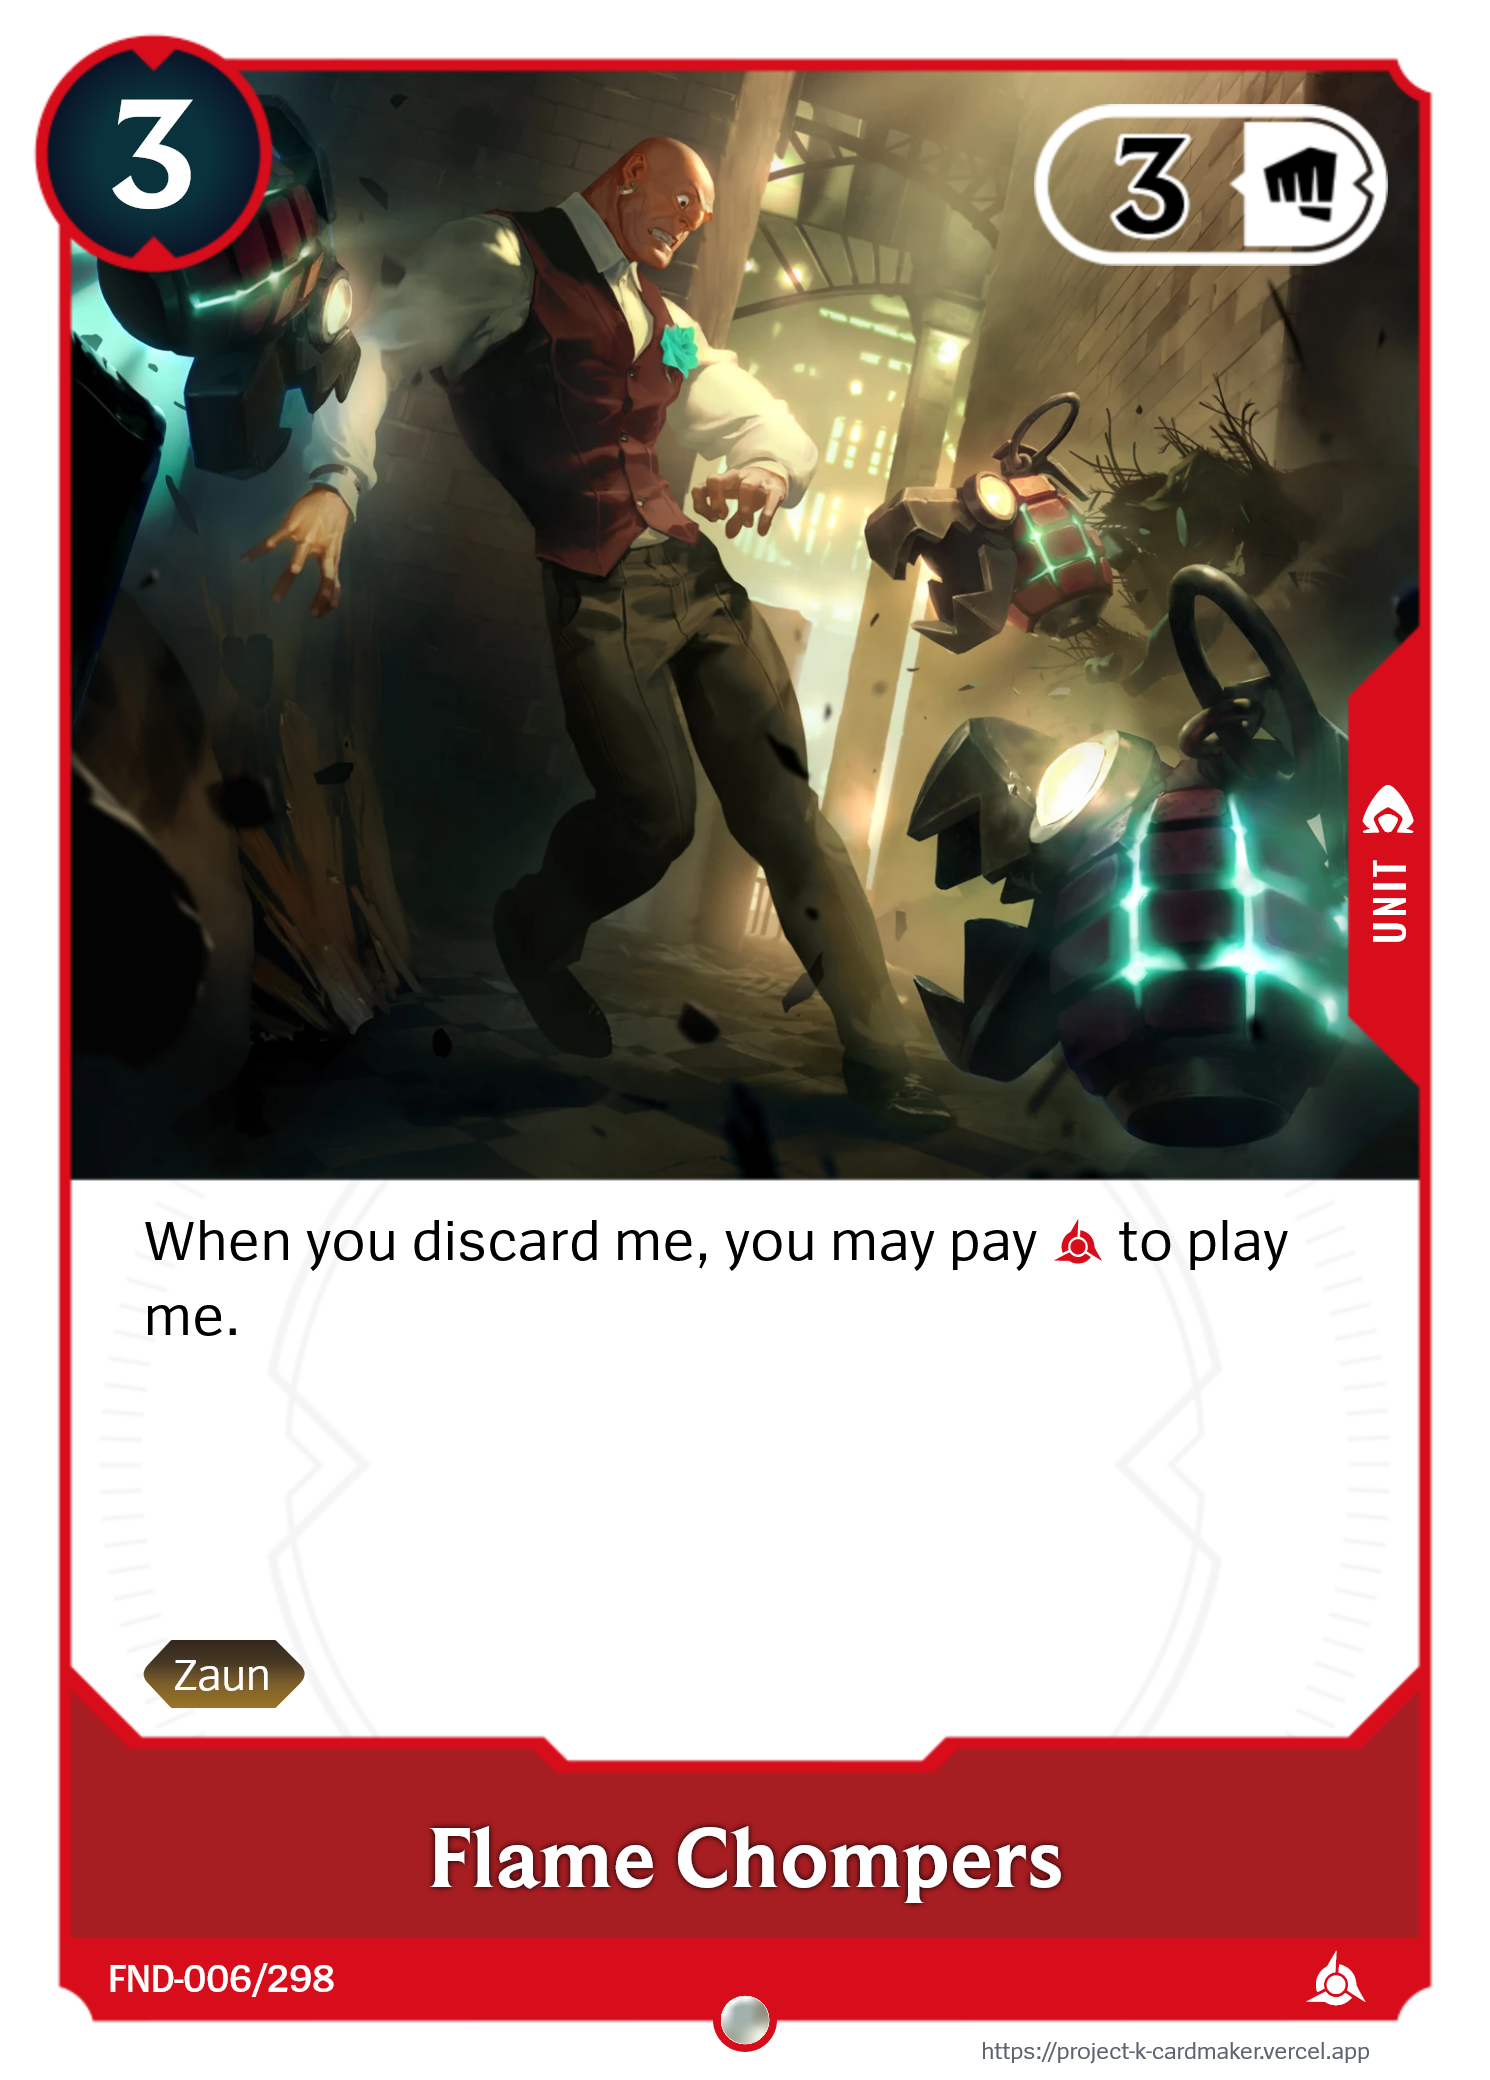 3
3
UNIT
When you discard me, you may pay to play
me.
Zaun
Flame Chompers
FND-006/298
https://project-k-cardmaker.vercel.app